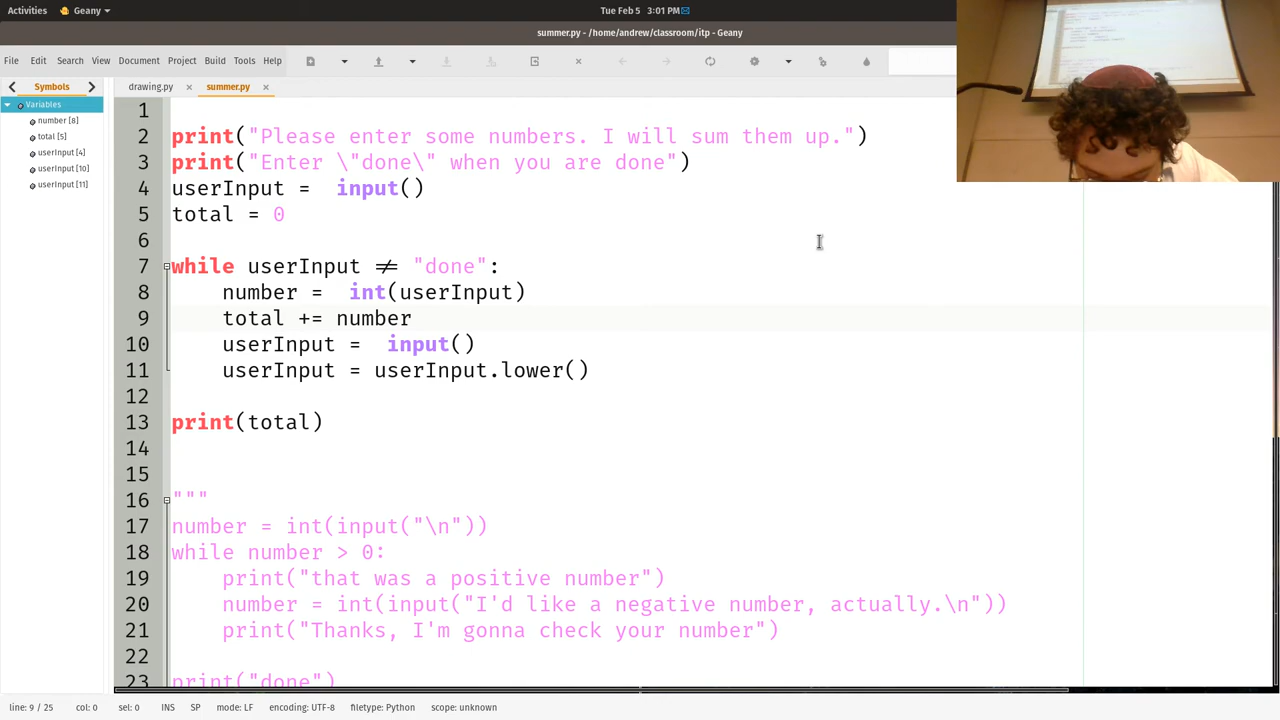 Activities Geany Tue Feb 5 3:01 PM
summer.py - /home/andrew/classroom/itp - Geany
File Edit Search View Document Project Build Tools Help
Symbols drawing.py summer.py
Variables
number [8]
total [5]
userInput [4]
userInput [10]
userInput [11]
1
2 print("Please enter some numbers. I will sum them up.")
3 print("Enter \"done\" when you are done")
4 userInput =  input()
5 total = 0
6
7 while userInput ≠ "done":
8     number =  int(userInput)
9     total += number
10     userInput =  input()
11     userInput = userInput.lower()
12
13 print(total)
14
15
16 """
17 number = int(input("\n"))
18 while number > 0:
19     print("that was a positive number")
20     number = int(input("I'd like a negative number, actually.\n"))
21     print("Thanks, I'm gonna check your number")
22
23 print("done")
line: 9 / 25 col: 0 sel: 0 INS SP mode: LF encoding: UTF-8 filetype: Python scope: unknown